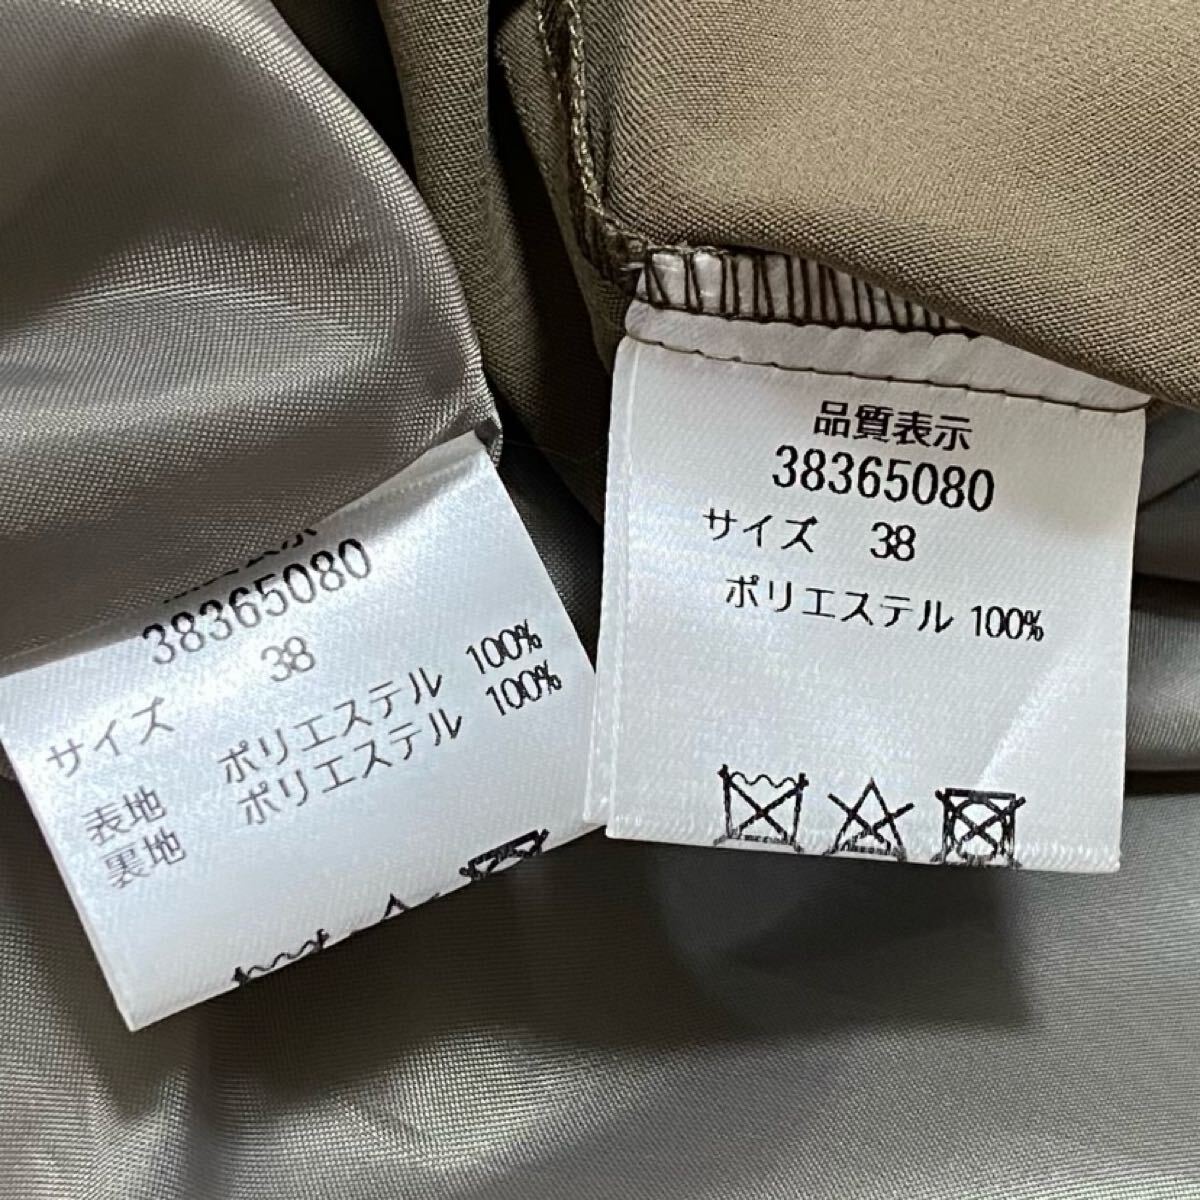 38365080
サイズ 38
表地 ポリエステル 100%
裏地 ポリエステル 100%
品質表示
38365080
サイズ 38
ポリエステル 100%